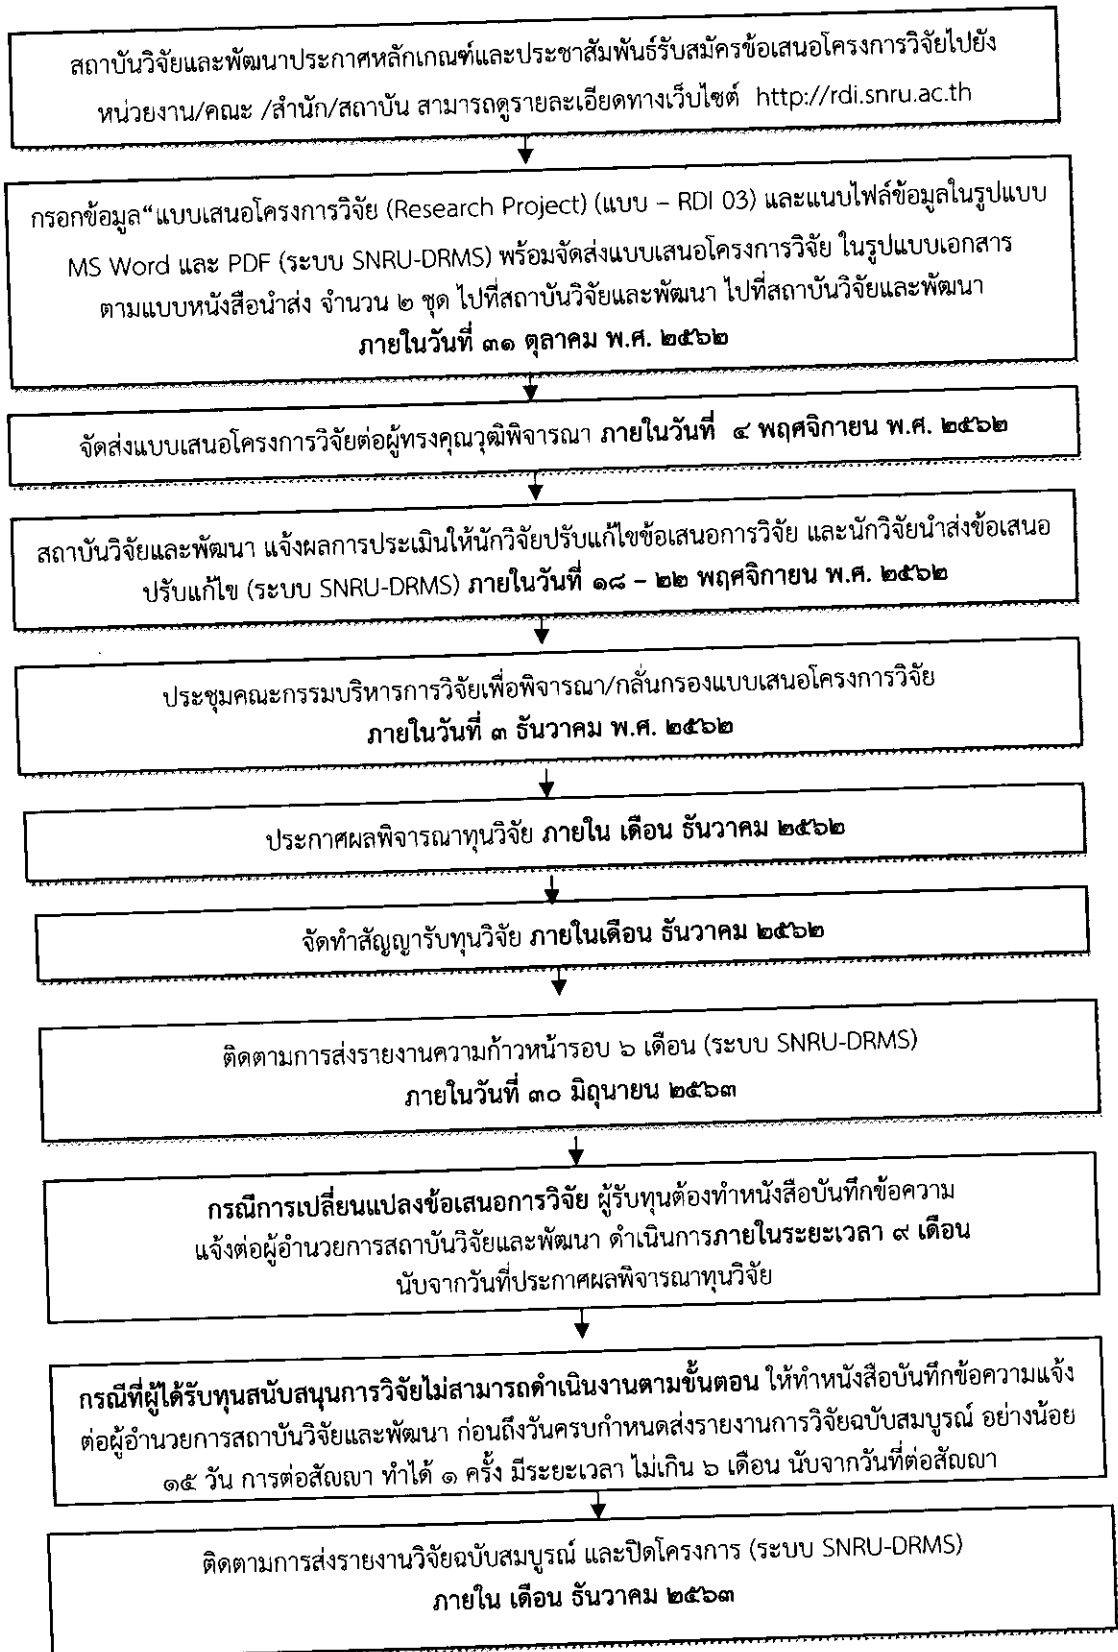 สถาบันวิจัยและพัฒนาประกาศหลักเกณฑ์และประชาสัมพันธ์รับสมัครข้อเสนอโครงการวิจัยไปยัง
หน่วยงาน/คณะ /สำนัก/สถาบัน สามารถดูรายละเอียดทางเว็บไซต์ http://rdi.snru.ac.th
กรอกข้อมูล“แบบเสนอโครงการวิจัย (Research Project) (แบบ – RDI 03) และแนบไฟล์ข้อมูลในรูปแบบ
MS Word และ PDF (ระบบ SNRU-DRMS) พร้อมจัดส่งแบบเสนอโครงการวิจัย ในรูปแบบเอกสาร
ตามแบบหนังสือนำส่ง จำนวน ๒ ชุด ไปที่สถาบันวิจัยและพัฒนา ไปที่สถาบันวิจัยและพัฒนา
ภายในวันที่ ๓๑ ตุลาคม พ.ศ. ๒๕๖๒
จัดส่งแบบเสนอโครงการวิจัยต่อผู้ทรงคุณวุฒิพิจารณา ภายในวันที่ ๔ พฤศจิกายน พ.ศ. ๒๕๖๒
สถาบันวิจัยและพัฒนา แจ้งผลการประเมินให้นักวิจัยปรับแก้ไขข้อเสนอการวิจัย และนักวิจัยนำส่งข้อเสนอ
ปรับแก้ไข (ระบบ SNRU-DRMS) ภายในวันที่ ๑๘ – ๒๒ พฤศจิกายน พ.ศ. ๒๕๖๒
ประชุมคณะกรรมบริหารการวิจัยเพื่อพิจารณา/กลั่นกรองแบบเสนอโครงการวิจัย
ภายในวันที่ ๓ ธันวาคม พ.ศ. ๒๕๖๒
ประกาศผลพิจารณาทุนวิจัย ภายใน เดือน ธันวาคม ๒๕๖๒
จัดทำสัญญารับทุนวิจัย ภายในเดือน ธันวาคม ๒๕๖๒
ติดตามการส่งรายงานความก้าวหน้ารอบ ๖ เดือน (ระบบ SNRU-DRMS)
ภายในวันที่ ๓๐ มิถุนายน ๒๕๖๓
กรณีการเปลี่ยนแปลงข้อเสนอการวิจัย ผู้รับทุนต้องทำหนังสือบันทึกข้อความ
แจ้งต่อผู้อำนวยการสถาบันวิจัยและพัฒนา ดำเนินการภายในระยะเวลา ๙ เดือน
นับจากวันที่ประกาศผลพิจารณาทุนวิจัย
กรณีที่ผู้ได้รับทุนสนับสนุนการวิจัยไม่สามารถดำเนินงานตามขั้นตอน ให้ทำหนังสือบันทึกข้อความแจ้ง
ต่อผู้อำนวยการสถาบันวิจัยและพัฒนา ก่อนถึงวันครบกำหนดส่งรายงานการวิจัยฉบับสมบูรณ์ อย่างน้อย
๑๕ วัน การต่อสัญญา ทำได้ ๑ ครั้ง มีระยะเวลา ไม่เกิน ๖ เดือน นับจากวันที่ต่อสัญญา
ติดตามการส่งรายงานวิจัยฉบับสมบูรณ์ และปิดโครงการ (ระบบ SNRU-DRMS)
ภายใน เดือน ธันวาคม ๒๕๖๓